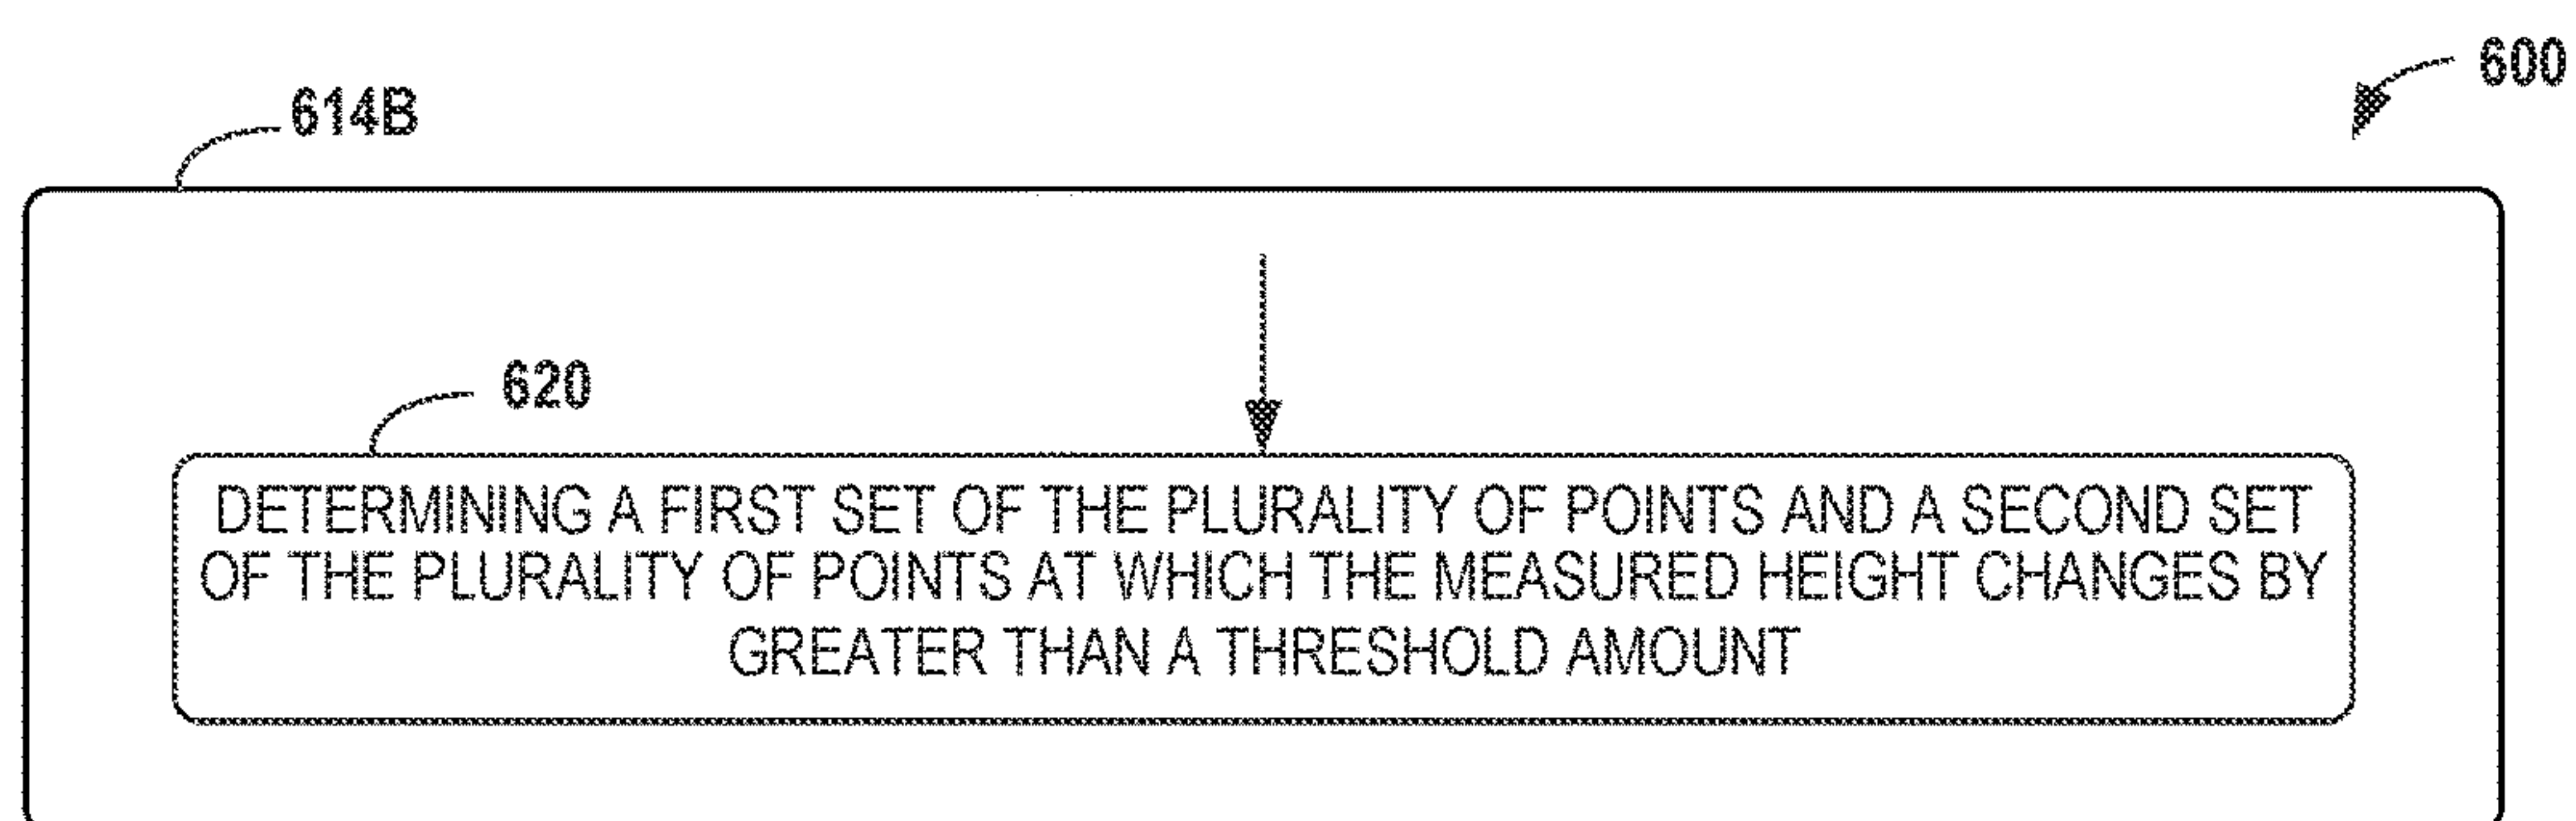 600
614B
620
DETERMINING A FIRST SET OF THE PLURALITY OF POINTS AND A SECOND SET
OF THE PLURALITY OF POINTS AT WHICH THE MEASURED HEIGHT CHANGES BY
GREATER THAN A THRESHOLD AMOUNT